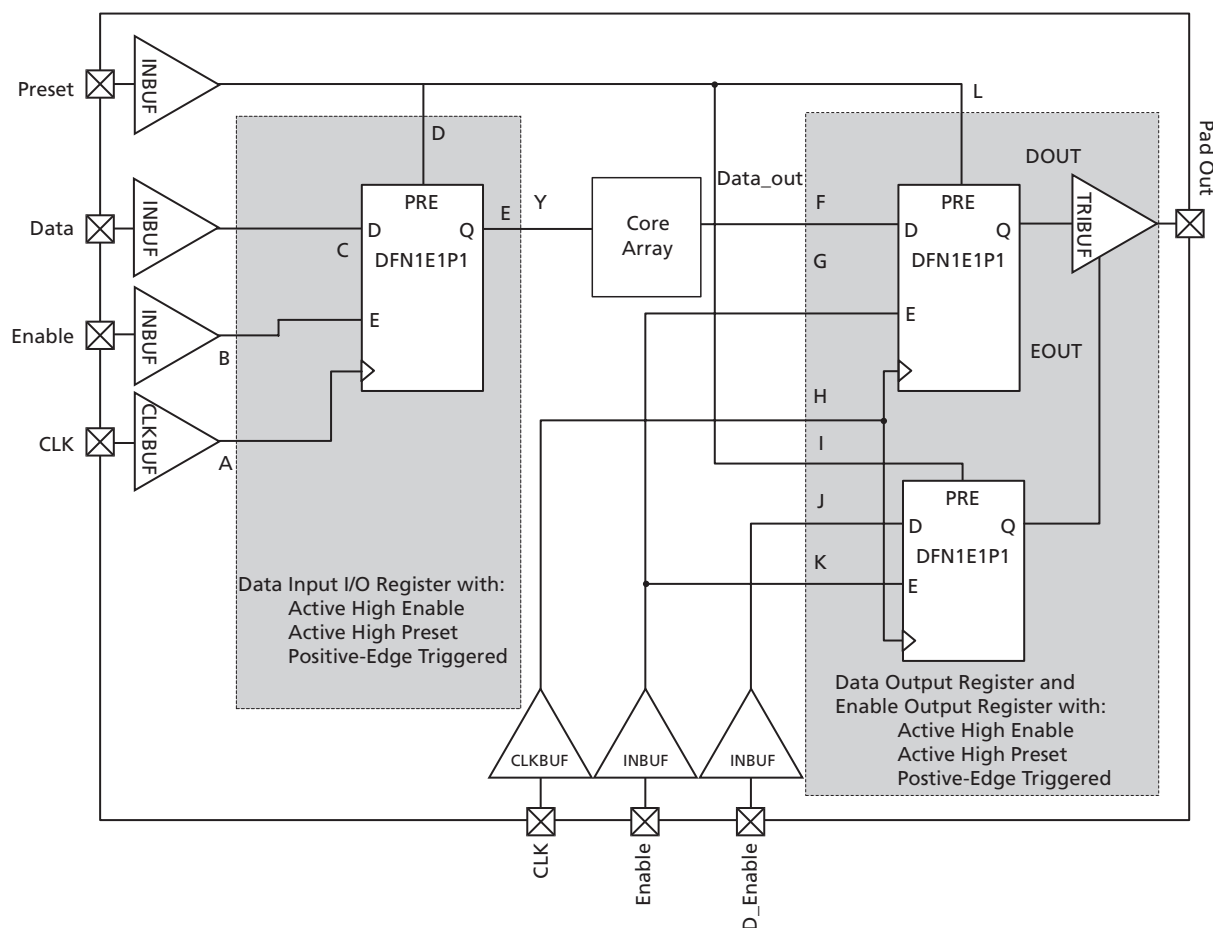 Preset
INBUF
L
D
Pad Out
DOUT
Data
INBUF
PRE
D
Q
DFN1E1P1
C
E
Y
Core
Array
Data_out
F
G
PRE
D
Q
DFN1E1P1
E
TRIBUF
EOUT
Enable
INBUF
B
E
CLK
CLKBUF
A
H
I
J
K
PRE
D
Q
DFN1E1P1
E
Data Input I/O Register with:
Active High Enable
Active High Preset
Positive-Edge Triggered
Data Output Register and
Enable Output Register with:
Active High Enable
Active High Preset
Postive-Edge Triggered
CLKBUF
INBUF
INBUF
CLK
Enable
D_Enable